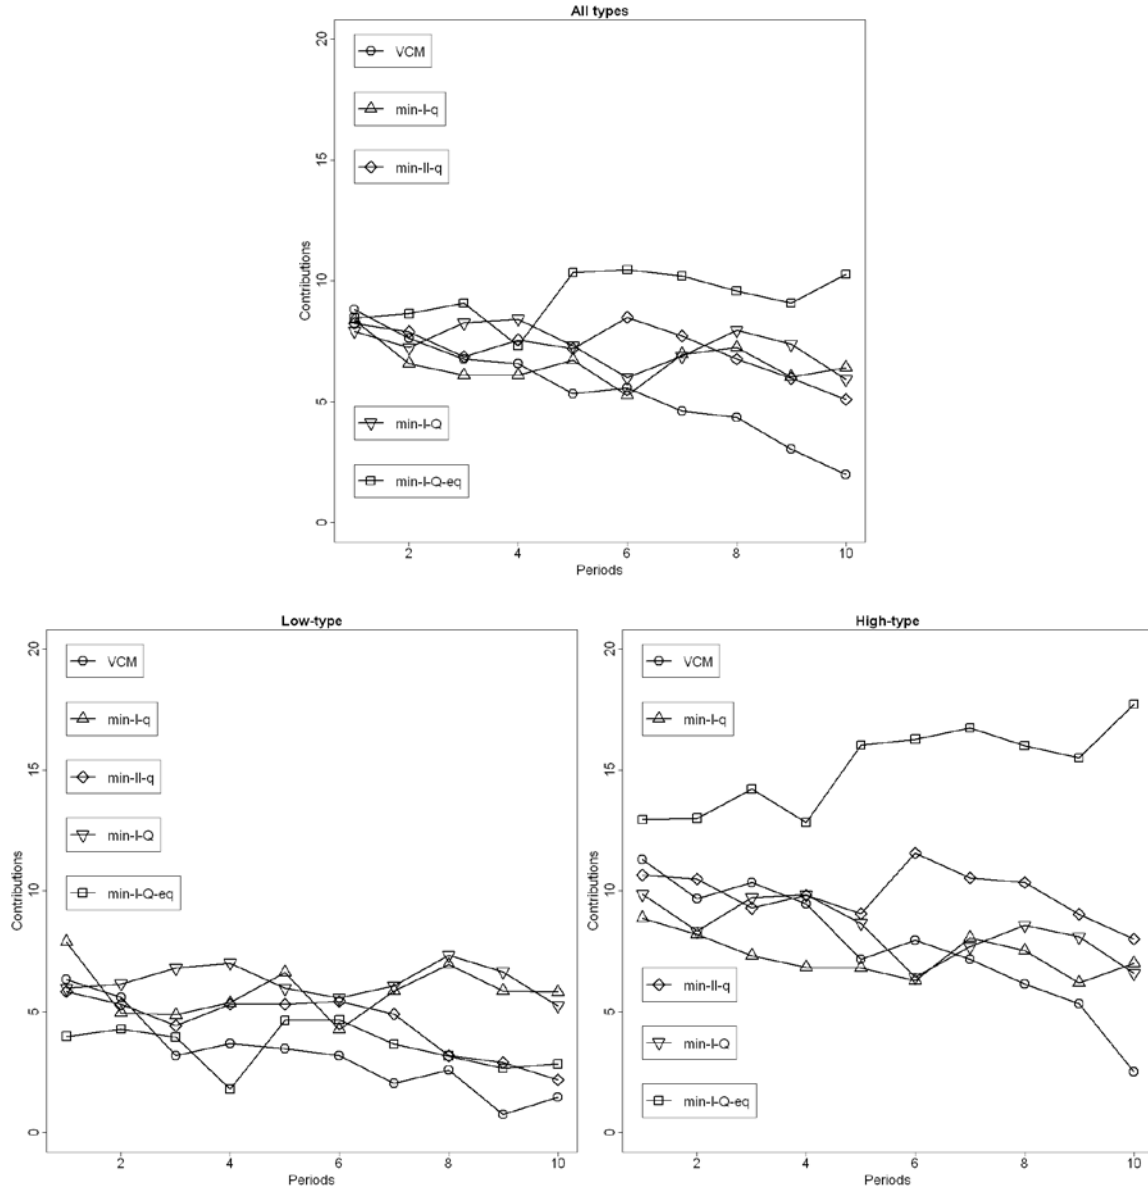 All types
Contributions
20
15
10
5
0
VCM
min-I-q
min-II-q
min-I-Q
min-I-Q-eq
2 4 6 8 10
Periods
Low-type
Contributions
20
15
10
5
0
VCM
min-I-q
min-II-q
min-I-Q
min-I-Q-eq
2 4 6 8 10
Periods
High-type
Contributions
20
15
10
5
0
VCM
min-I-q
min-II-q
min-I-Q
min-I-Q-eq
2 4 6 8 10
Periods